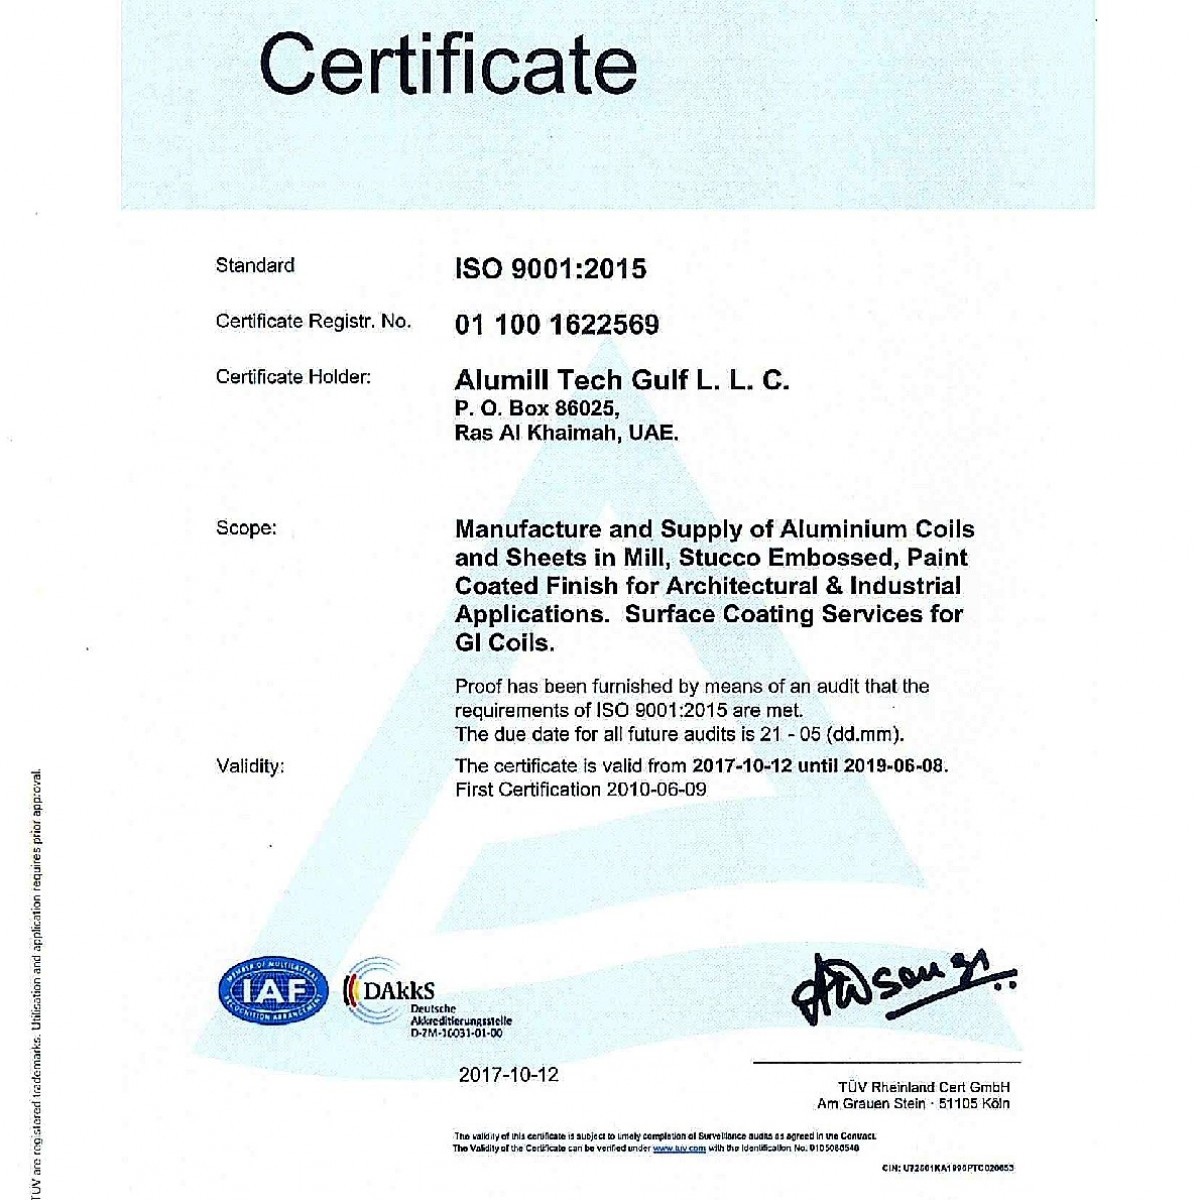 Certificate
Standard ISO 9001:2015
Certificate Registr. No. 01 100 1622569
Certificate Holder: Alumill Tech Gulf L. L. C.
P. O. Box 86025,
Ras Al Khaimah, UAE.
Scope: Manufacture and Supply of Aluminium Coils
and Sheets in Mill, Stucco Embossed, Paint
Coated Finish for Architectural & Industrial
Applications. Surface Coating Services for
GI Coils.
Proof has been furnished by means of an audit that the
requirements of ISO 9001:2015 are met.
The due date for all future audits is 21 - 05 (dd.mm).
Validity: The certificate is valid from 2017-10-12 until 2019-06-08.
First Certification 2010-06-09
MEMBER OF MULTILATERAL
IAF
RECOGNITION ARRANGEMENT
DAkkS
Deutsche
Akkreditierungsstelle
D-ZM-16031-01-00
2017-10-12
TÜV Rheinland Cert GmbH
Am Grauen Stein · 51105 Köln
The validity of this certificate is subject to timely completion of Surveillance audits as agreed in the Contract.
The Validity of the Certificate can be verified under www.tuv.com with the Identification No.
CIN:
TUV are registered trademarks. Utilisation and application requires prior approval.